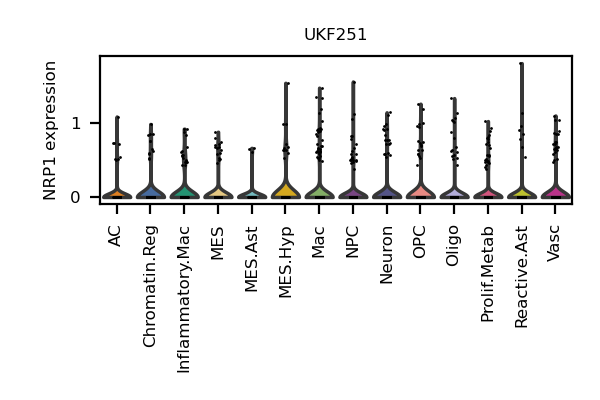 UKF251
NRP1 expression
1
0
AC
Chromatin.Reg
Inflammatory.Mac
MES
MES.Ast
MES.Hyp
Mac
NPC
Neuron
OPC
Oligo
Prolif.Metab
Reactive.Ast
Vasc